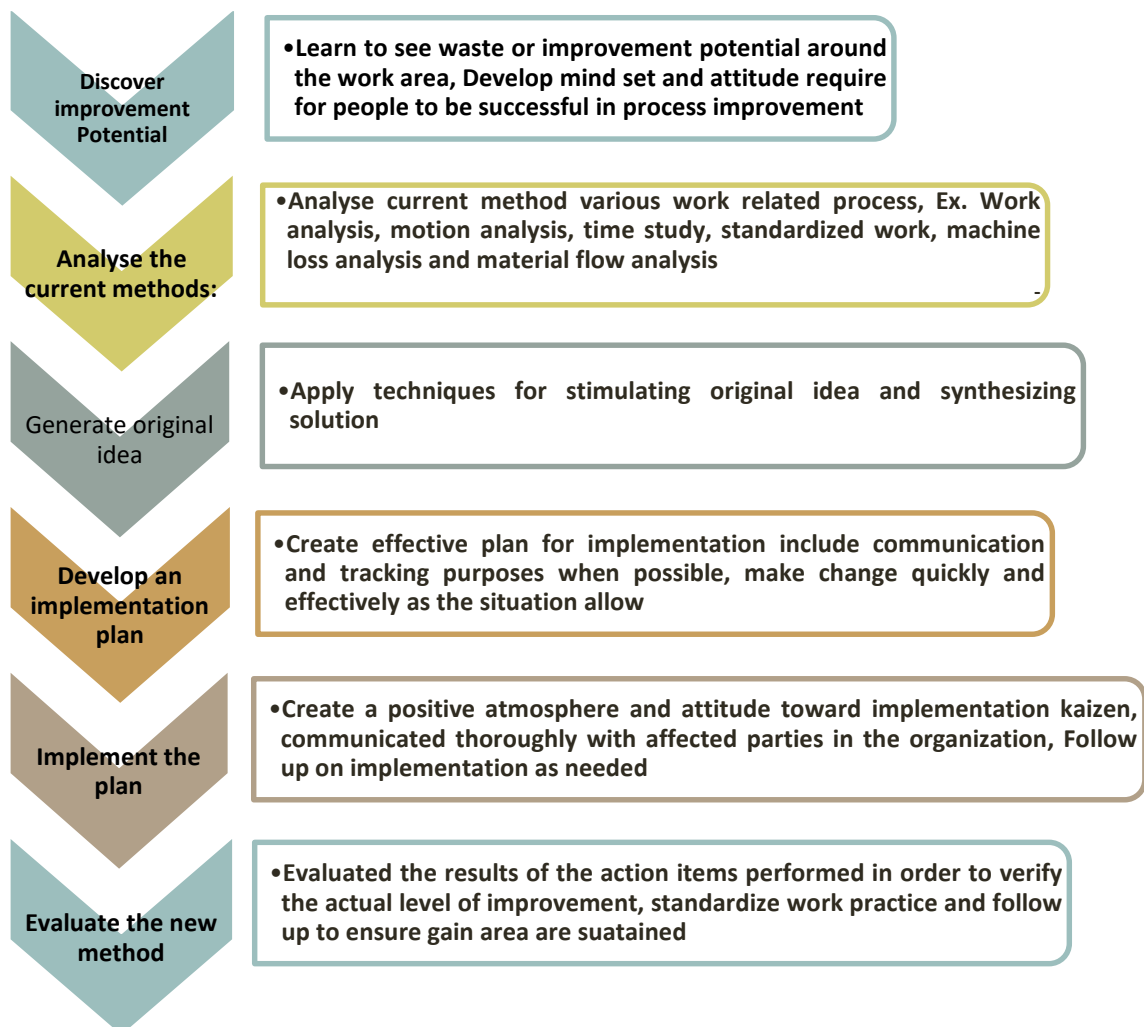 Discover
improvement
Potential
•Learn to see waste or improvement potential around
the work area, Develop mind set and attitude require
for people to be successful in process improvement
Analyse the
current methods:
•Analyse current method various work related process, Ex. Work
analysis, motion analysis, time study, standardized work, machine
loss analysis and material flow analysis
-
Generate original
idea
•Apply techniques for stimulating original idea and synthesizing
solution
Develop an
implementation
plan
•Create effective plan for implementation include communication
and tracking purposes when possible, make change quickly and
effectively as the situation allow
Implement the
plan
•Create a positive atmosphere and attitude toward implementation kaizen,
communicated thoroughly with affected parties in the organization, Follow
up on implementation as needed
Evaluate the new
method
•Evaluated the results of the action items performed in order to verify
the actual level of improvement, standardize work practice and follow
up to ensure gain area are suatained